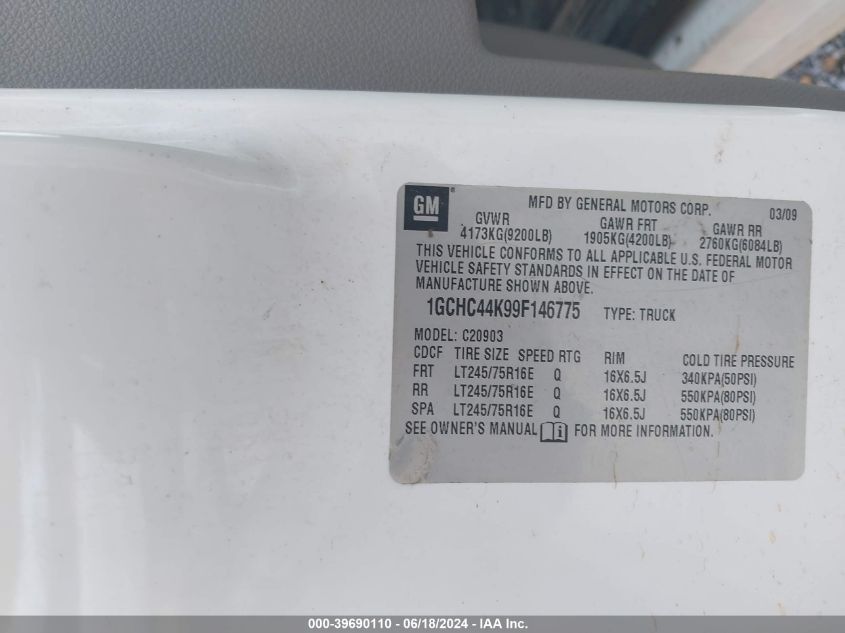 GM ®
MFD BY GENERAL MOTORS CORP. 03/09
GVWR GAWR FRT GAWR RR
4173KG(9200LB) 1905KG(4200LB) 2760KG(6084LB)
THIS VEHICLE CONFORMS TO ALL APPLICABLE U.S. FEDERAL MOTOR
VEHICLE SAFETY STANDARDS IN EFFECT ON THE DATE OF
MANUFACTURE SHOWN ABOVE.
1GCHC44K99F146775 TYPE: TRUCK
MODEL: C20903
CDCF TIRE SIZE SPEED RTG RIM COLD TIRE PRESSURE
FRT LT245/75R16E Q 16X6.5J 340KPA(50PSI)
RR LT245/75R16E Q 16X6.5J 550KPA(80PSI)
SPA LT245/75R16E Q 16X6.5J 550KPA(80PSI)
SEE OWNER'S MANUAL i FOR MORE INFORMATION.
000-39690110 - 06/18/2024 - IAA Inc.